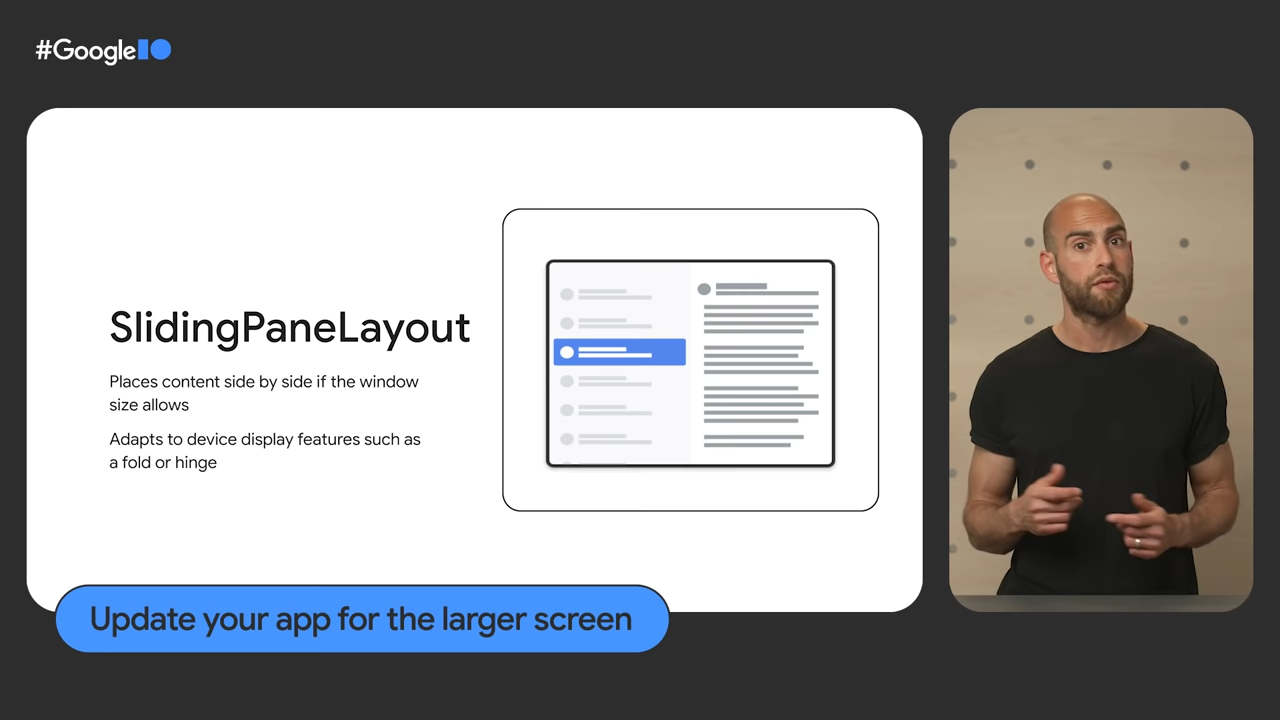 #GoogleIO
SlidingPaneLayout
Places content side by side if the window
size allows
Adapts to device display features such as
a fold or hinge
Update your app for the larger screen